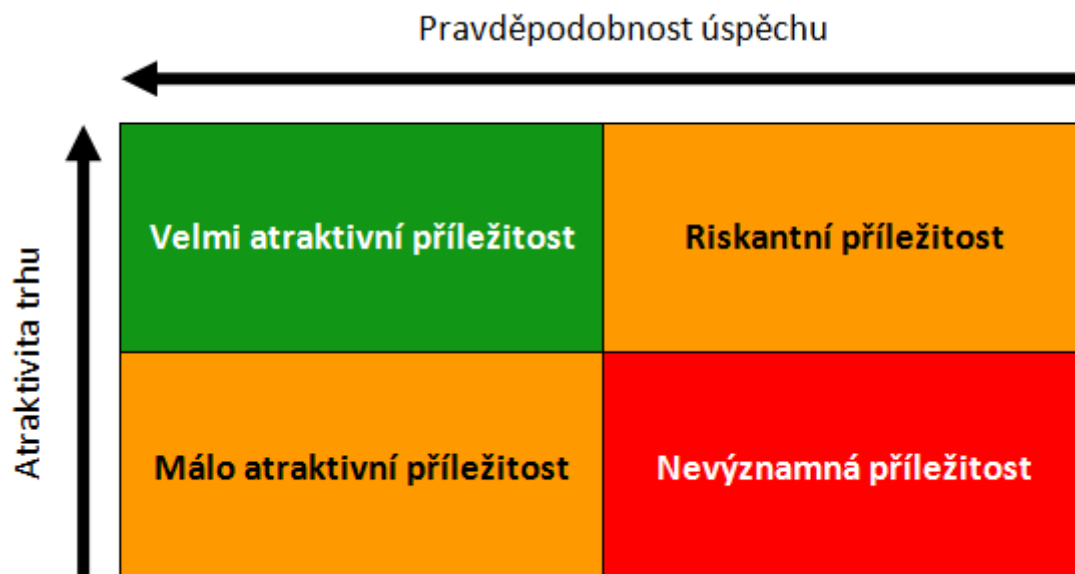 Pravděpodobnost úspěchu
Atraktivita trhu
Velmi atraktivní příležitost
Riskantní příležitost
Málo atraktivní příležitost
Nevýznamná příležitost